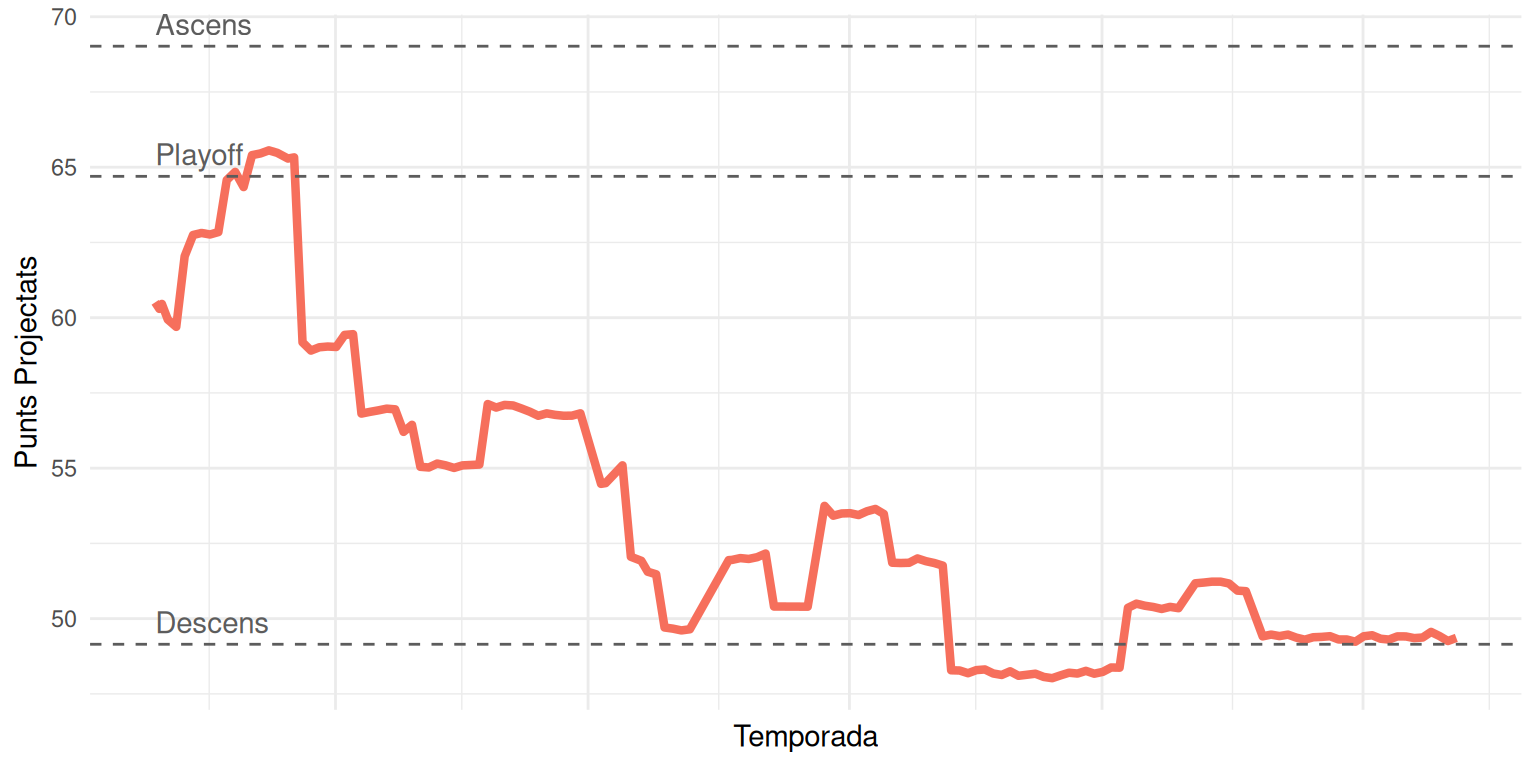 70
Ascens
Playoff
65
60
55
50
Descens
Punts Projectats
Temporada